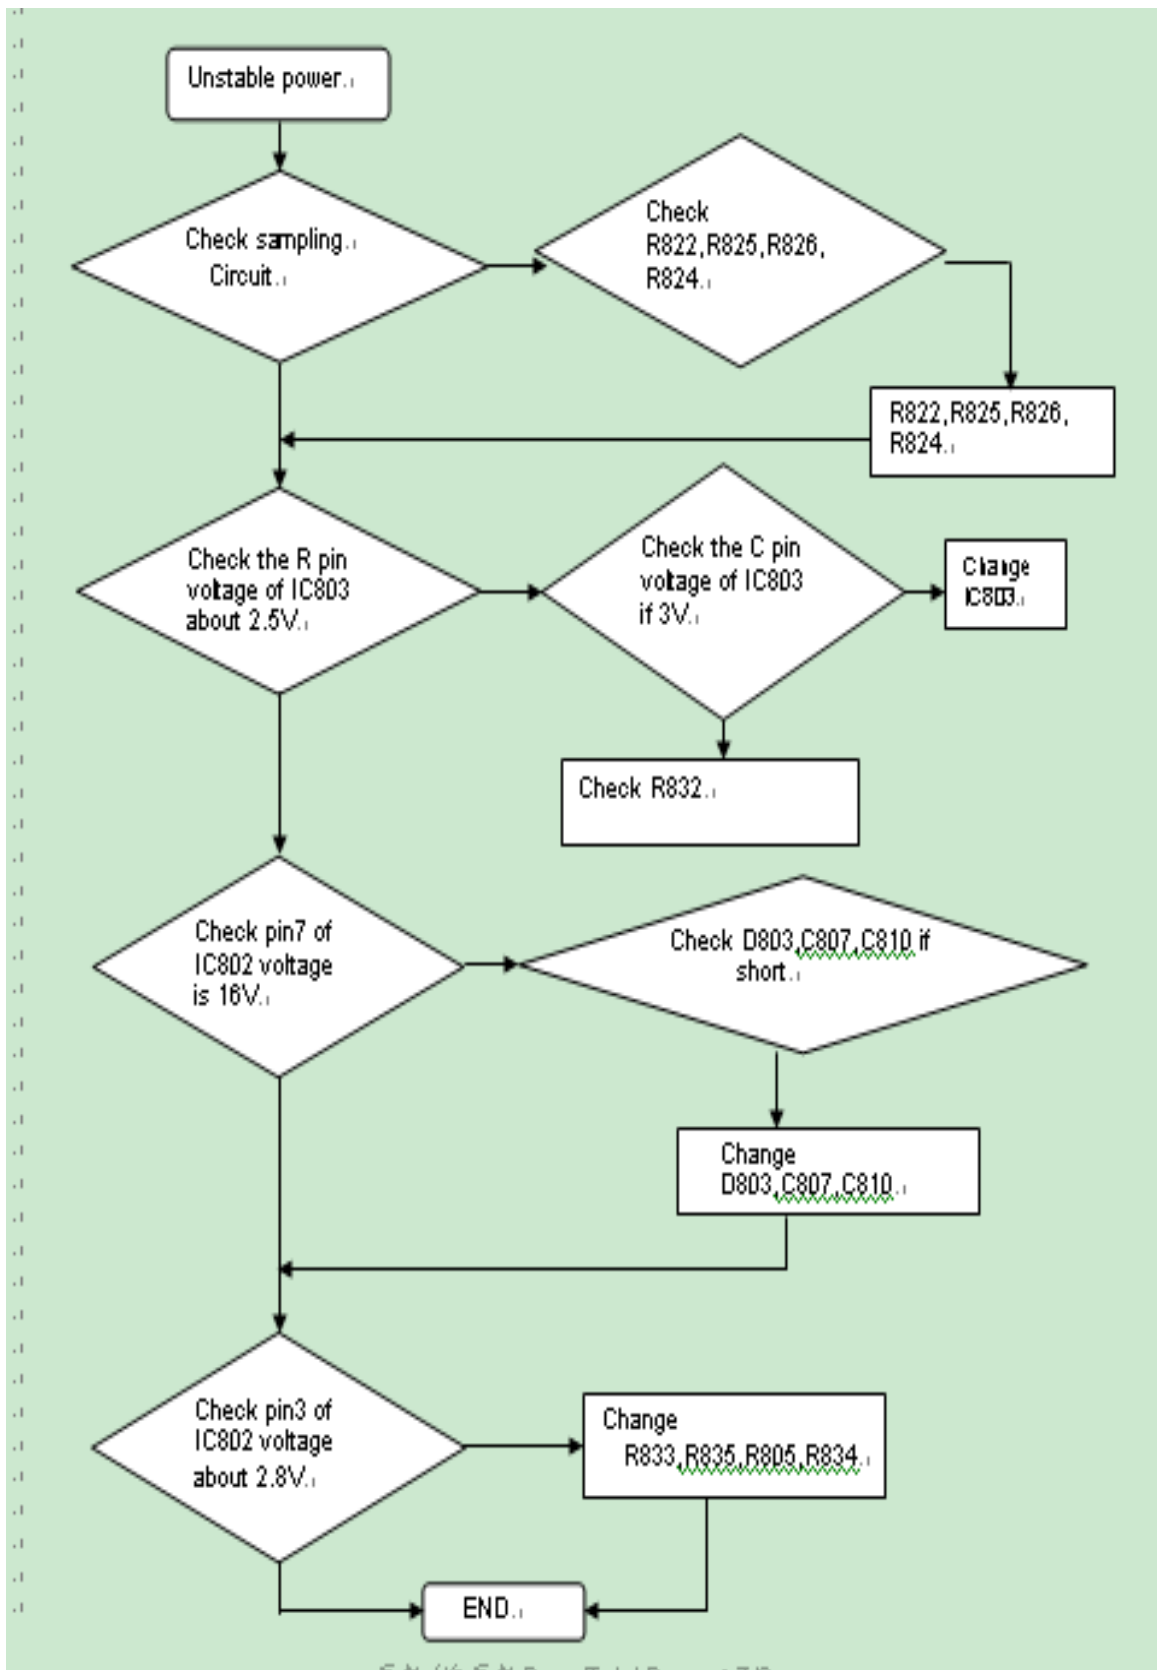 Unstable power.
Check sampling.
Circuit.
Check
R822,R825,R826,
R824.
R822,R825,R826,
R824.
Check the R pin
voltage of IC803
about 2.5V.
Check the C pin
voltage of IC803
if 3V.
Change
IC803.
Check R832.
Check pin7 of
IC802 voltage
is 16V.
Check D803,C807,C810 if
short.
Change
D803,C807,C810.
Check pin3 of
IC802 voltage
about 2.8V.
Change
R833,R835,R805,R834.
END.